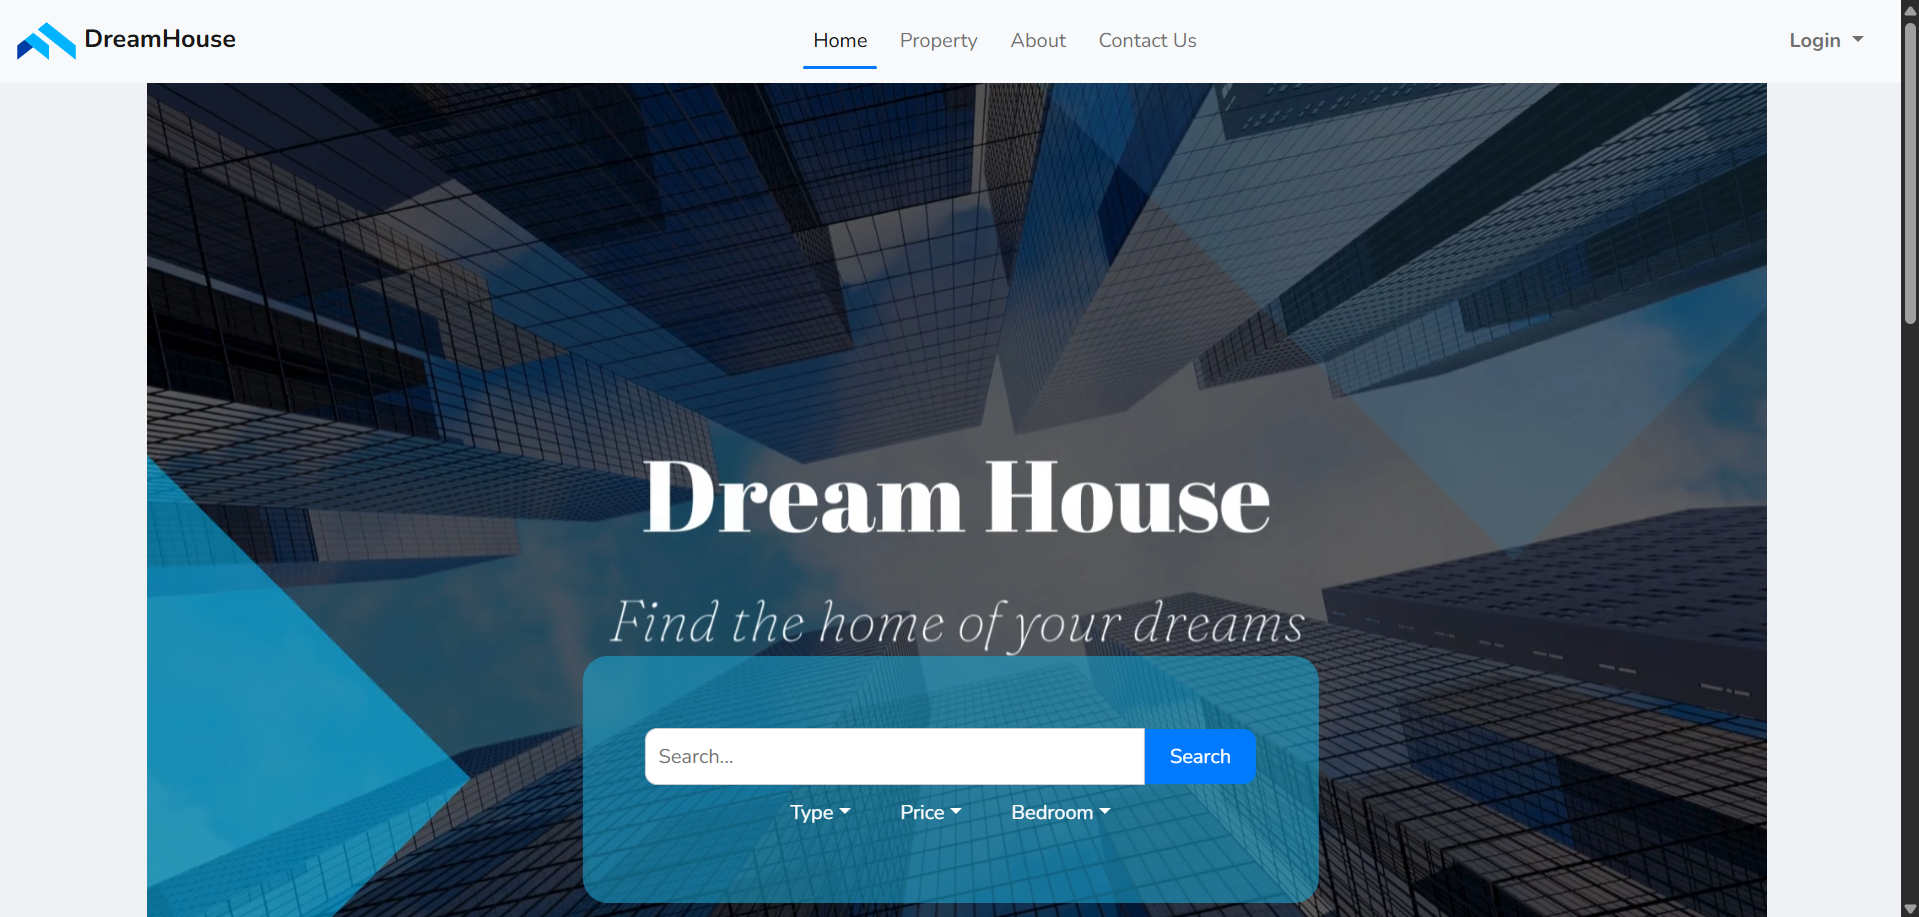 DreamHouse
Home Property About Contact Us
Login
Dream House
Find the home of your dreams
Search...
Search
Type Price Bedroom